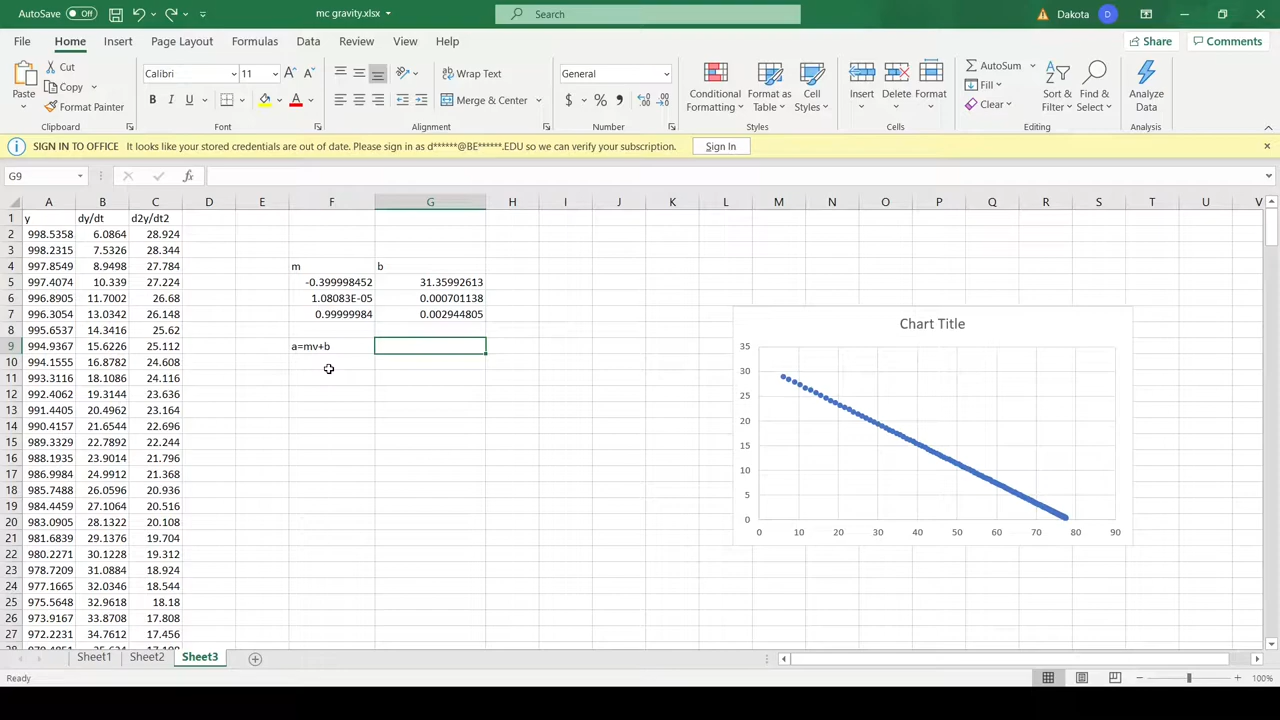 AutoSave Off mc gravity.xlsx Search Dakota D
File Home Insert Page Layout Formulas Data Review View Help Share Comments
Paste Cut Copy Format Painter Clipboard
Calibri 11 A A B I U A Font
Wrap Text Merge & Center Alignment
General $ % Number
Conditional Formatting Format as Table Cell Styles Styles
Insert Delete Format Cells
AutoSum Fill Clear Sort & Filter Find & Select Editing
Analyze Data Analysis
SIGN IN TO OFFICE It looks like your stored credentials are out of date. Please sign in as d******@BE******.EDU so we can verify your subscription. Sign In
G9 fx
A B C D E F G H I J K L M N O P Q R S T U V
1 y dy/dt d2y/dt2
2 998.5358 6.0864 28.924
3 998.2315 7.5326 28.344
4 997.8549 8.9498 27.784 m b
5 997.4074 10.339 27.224 -0.399998452 31.35992613
6 996.8905 11.7002 26.68 1.08083E-05 0.000701138
7 996.3054 13.0342 26.148 0.99999984 0.002944805
8 995.6537 14.3416 25.62
9 994.9367 15.6226 25.112 a=mv+b
10 994.1555 16.8782 24.608
11 993.3116 18.1086 24.116
12 992.4062 19.3144 23.636
13 991.4405 20.4962 23.164
14 990.4157 21.6544 22.696
15 989.3329 22.7892 22.244
16 988.1935 23.9014 21.796
17 986.9984 24.9912 21.368
18 985.7488 26.0596 20.936
19 984.4459 27.1064 20.516
20 983.0905 28.1322 20.108
21 981.6839 29.1376 19.704
22 980.2271 30.1228 19.312
23 978.7209 31.0884 18.924
24 977.1665 32.0346 18.544
25 975.5648 32.9618 18.18
26 973.9167 33.8708 17.808
27 972.2231 34.7612 17.456
Chart Title
35
30
25
20
15
10
5
0
0 10 20 30 40 50 60 70 80 90
Sheet1 Sheet2 Sheet3
Ready 100%